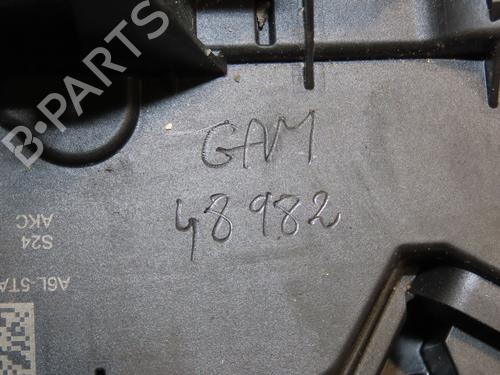 B-PARTS
GAM
48982
S24
AKC
A6L-5TA